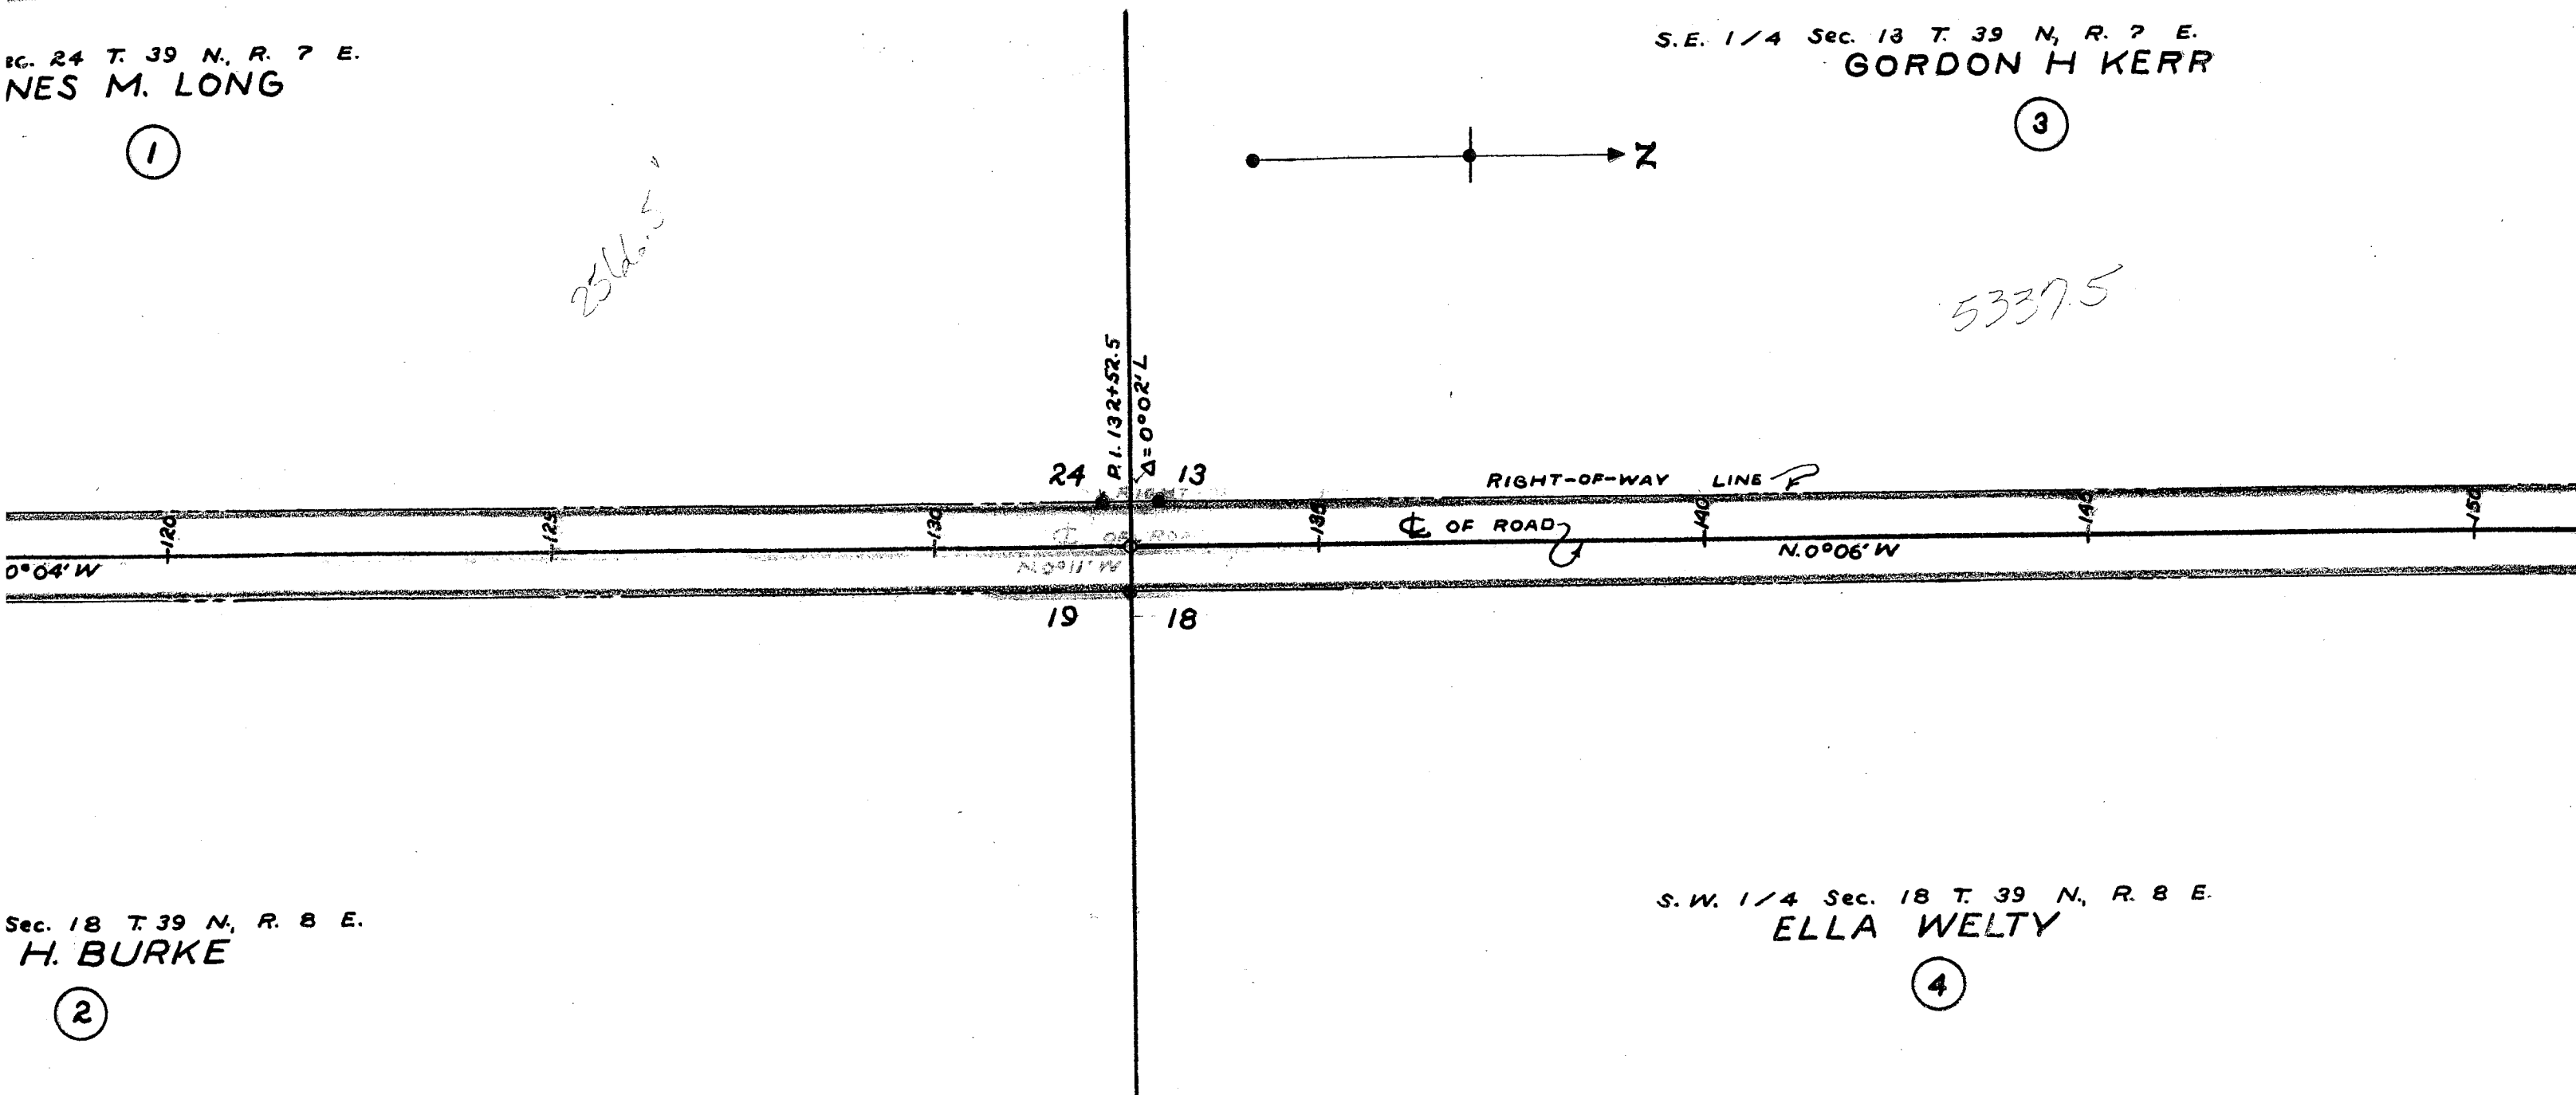 24 T. 39 N., R. 7 E.
NES M. LONG
1
S.E. 1/4 Sec. 13 T. 39 N, R. 7 E.
GORDON H KERR
3
N
5337.5
P.I. 132+52.5
Δ=0°02'L
24
13
RIGHT-OF-WAY LINE
120
125
130
135
140
145
150
℄ OF ROAD
℄ OF ROAD
0°04'W
N.0°11'W
N.0°06'W
19
18
Sec. 18 T. 39 N., R. 8 E.
H. BURKE
2
S.W. 1/4 Sec. 18 T. 39 N., R. 8 E.
ELLA WELTY
4